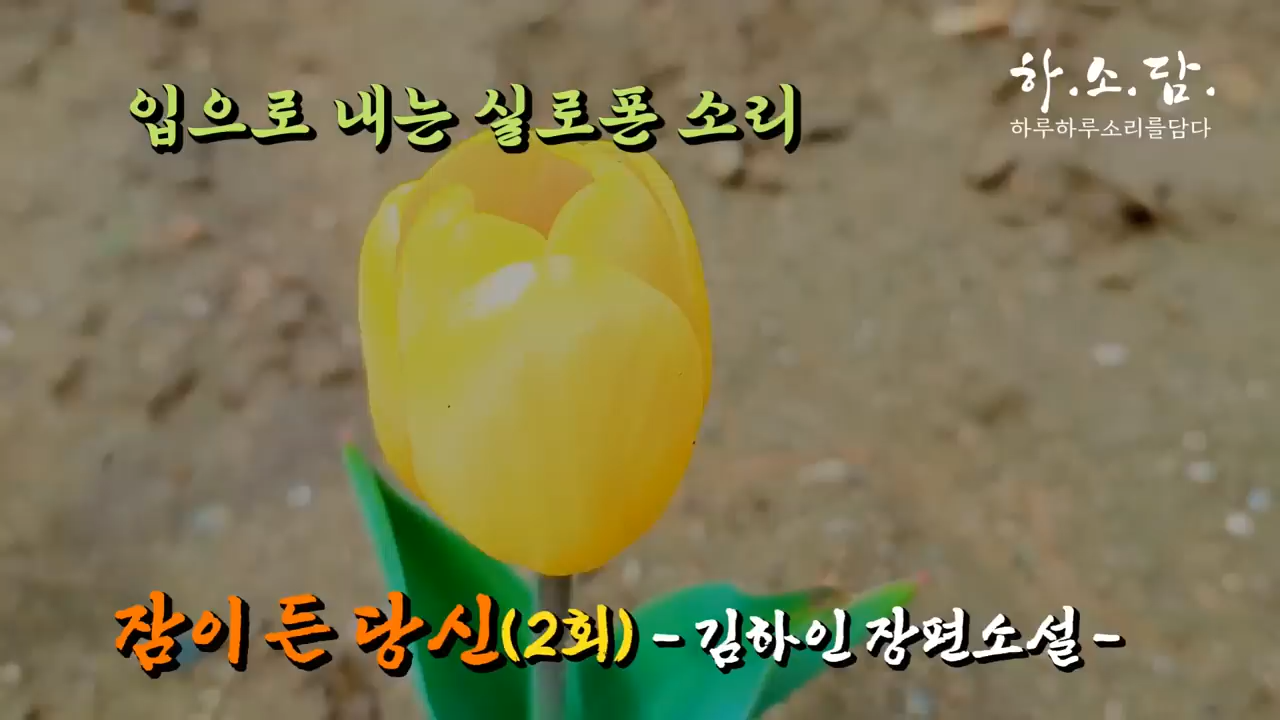 입으로 내는 실로폰 소리
하.소.담.
하루하루소리를담다
잠이 든 당신(2회) - 김하인 장편소설 -